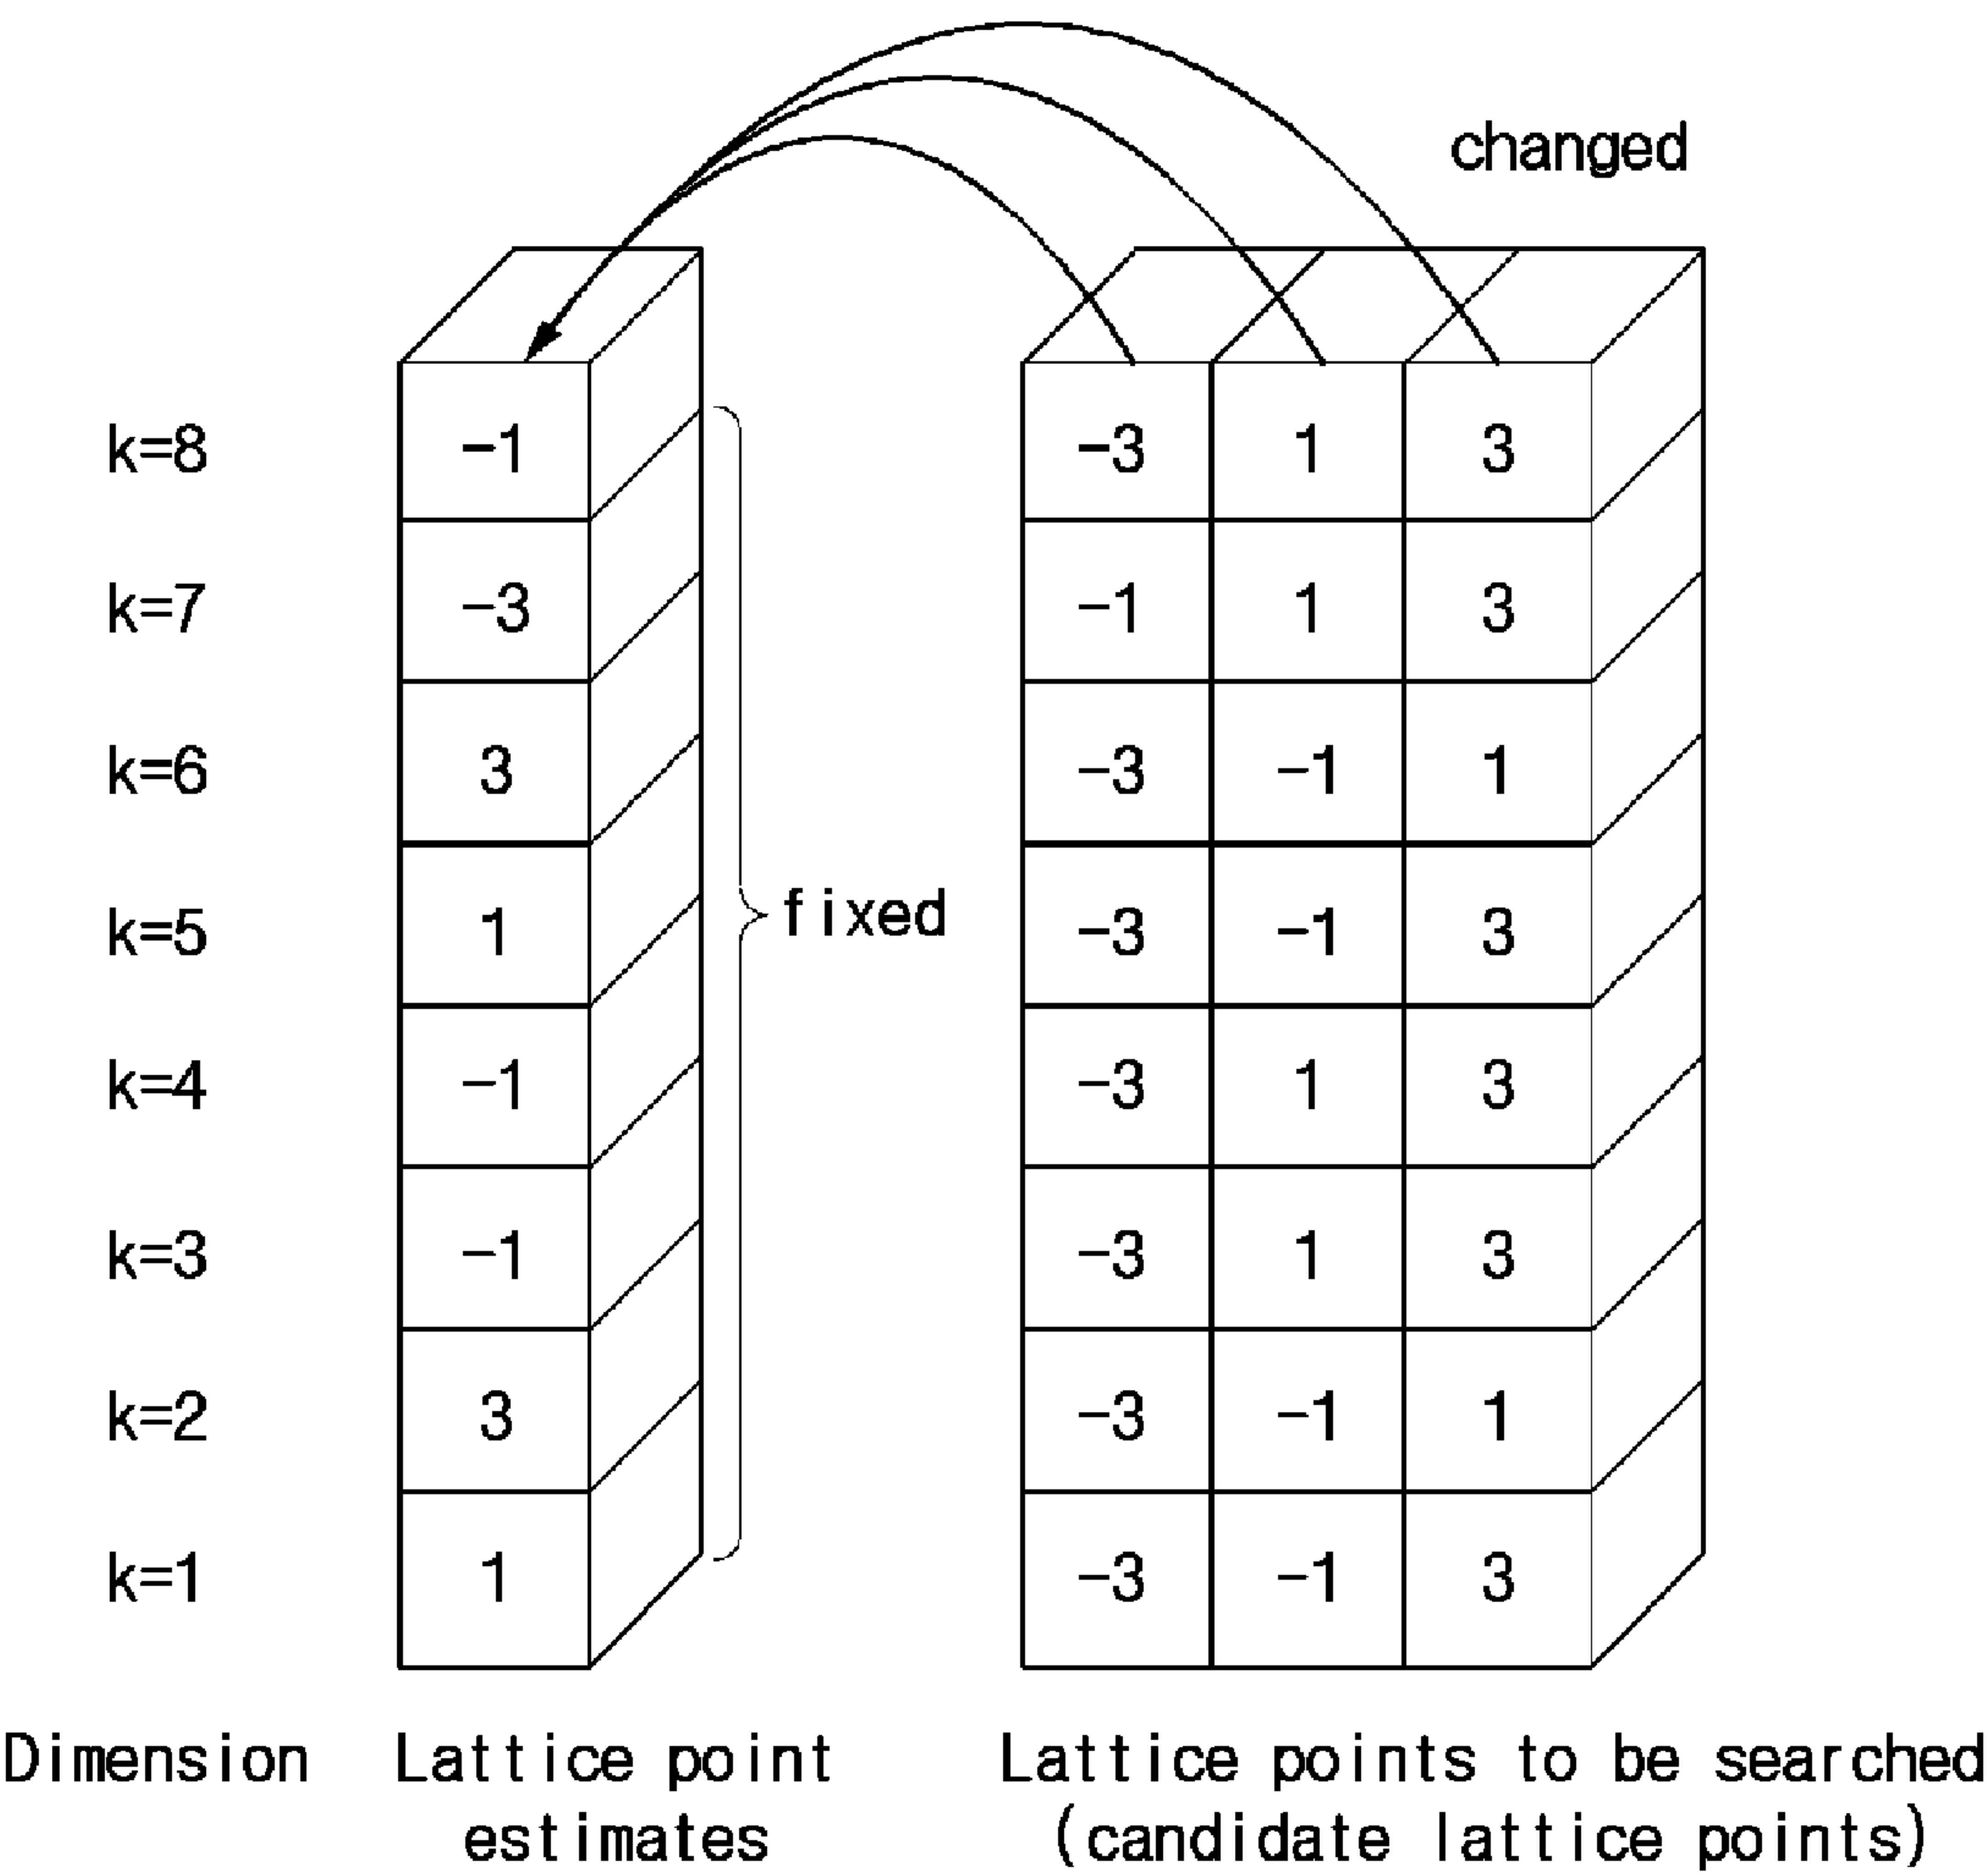 changed
k=8 -1 -3 1 3
k=7 -3 -1 1 3
k=6 3 -3 -1 1
k=5 1 fixed -3 -1 3
k=4 -1 -3 1 3
k=3 -1 -3 1 3
k=2 3 -3 -1 1
k=1 1 -3 -1 3
Dimension Lattice point Lattice points to be searched
estimates (candidate lattice points)